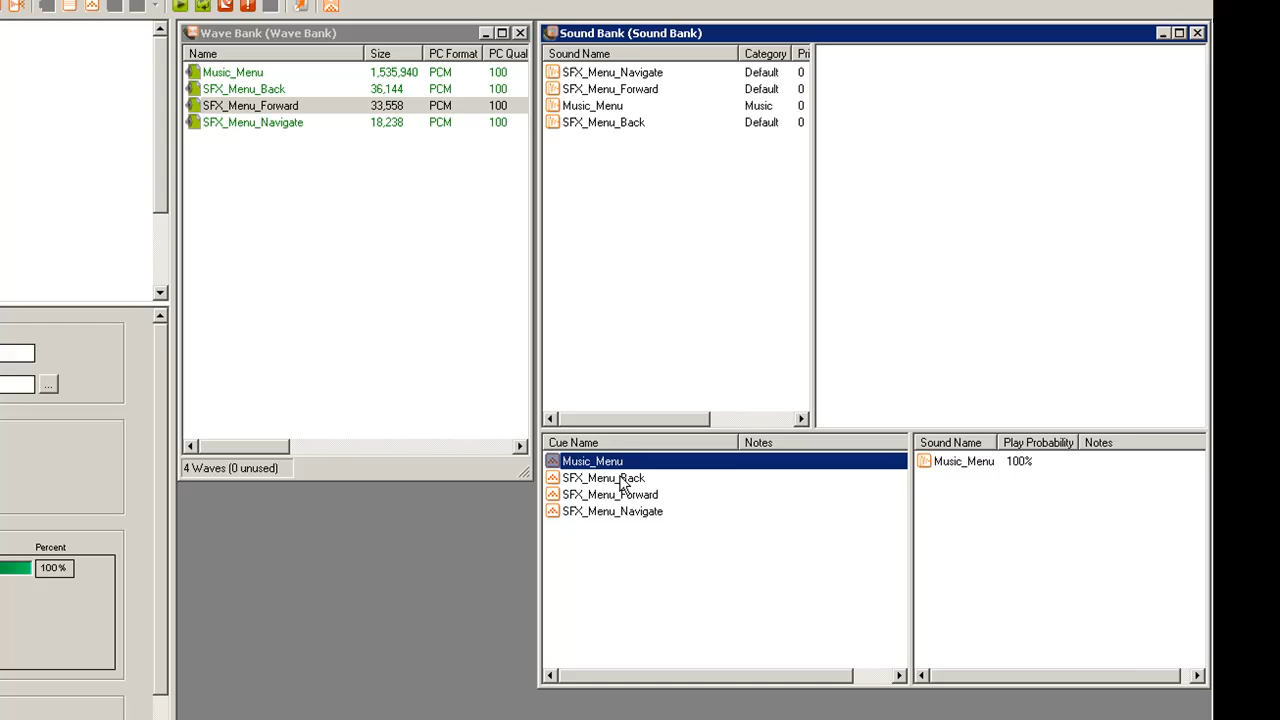 Wave Bank (Wave Bank)
Name Size PC Format PC Qual
Music_Menu 1,535,940 PCM 100
SFX_Menu_Back 36,144 PCM 100
SFX_Menu_Forward 33,558 PCM 100
SFX_Menu_Navigate 18,238 PCM 100
4 Waves (0 unused)
Sound Bank (Sound Bank)
Sound Name Category Pri
SFX_Menu_Navigate Default 0
SFX_Menu_Forward Default 0
Music_Menu Music 0
SFX_Menu_Back Default 0
Cue Name Notes
Music_Menu
SFX_Menu_Back
SFX_Menu_Forward
SFX_Menu_Navigate
Sound Name Play Probability Notes
Music_Menu 100%
...
Percent
100%